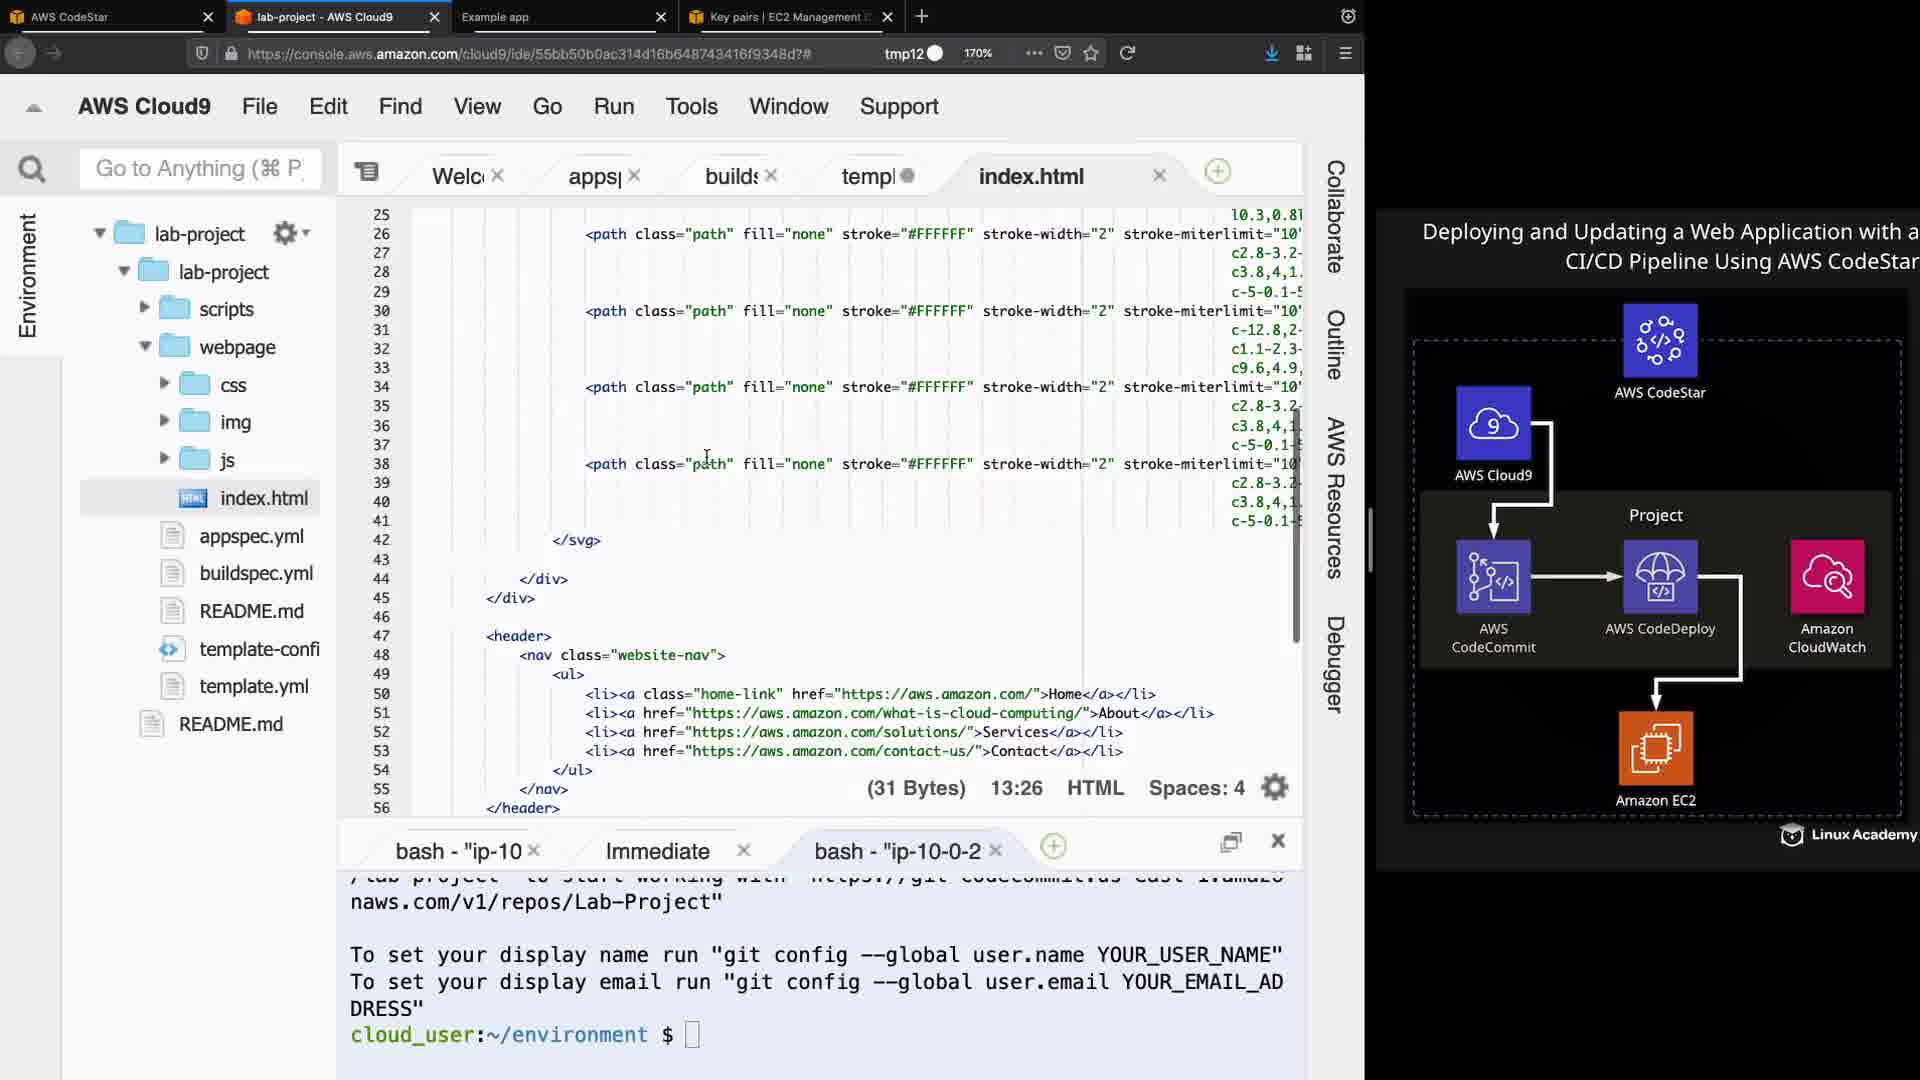 AWS CodeStar
lab-project - AWS Cloud9
Example app
Key pairs | EC2 Management
https://console.aws.amazon.com/cloud9/ide/55bb50b0ac314d16b648743416f9348d?#
tmp12
170%
AWS Cloud9 File Edit Find View Go Run Tools Window Support
Go to Anything (⌘ P)
Welc
apps
builds
templ
index.html
Environment
lab-project
lab-project
scripts
webpage
css
img
js
index.html
appspec.yml
buildspec.yml
README.md
template-confi
template.yml
README.md
25 l0.3,0.8l
26 <path class="path" fill="none" stroke="#FFFFFF" stroke-width="2" stroke-miterlimit="10"
27 c2.8-3.2-
28 c3.8,4,1.
29 c-5-0.1-5
30 <path class="path" fill="none" stroke="#FFFFFF" stroke-width="2" stroke-miterlimit="10"
31 c-12.8,2-
32 c1.1-2.3-
33 c9.6,4.9,
34 <path class="path" fill="none" stroke="#FFFFFF" stroke-width="2" stroke-miterlimit="10"
35 c2.8-3.2-
36 c3.8,4,1.
37 c-5-0.1-5
38 <path class="path" fill="none" stroke="#FFFFFF" stroke-width="2" stroke-miterlimit="10"
39 c2.8-3.2-
40 c3.8,4,1.
41 c-5-0.1-5
42 </svg>
43
44 </div>
45 </div>
46
47 <header>
48 <nav class="website-nav">
49 <ul>
50 <li><a class="home-link" href="https://aws.amazon.com/">Home</a></li>
51 <li><a href="https://aws.amazon.com/what-is-cloud-computing/">About</a></li>
52 <li><a href="https://aws.amazon.com/solutions/">Services</a></li>
53 <li><a href="https://aws.amazon.com/contact-us/">Contact</a></li>
54 </ul>
55 </nav>
56 </header>
(31 Bytes) 13:26 HTML Spaces: 4
Collaborate
Outline
AWS Resources
Debugger
bash - "ip-10
Immediate
bash - "ip-10-0-2
naws.com/v1/repos/Lab-Project"
To set your display name run "git config --global user.name YOUR_USER_NAME"
To set your display email run "git config --global user.email YOUR_EMAIL_AD
DRESS"
cloud_user:~/environment $
Deploying and Updating a Web Application with a
CI/CD Pipeline Using AWS CodeStar
AWS CodeStar
9
AWS Cloud9
Project
AWS
CodeCommit
AWS CodeDeploy
Amazon
CloudWatch
Amazon EC2
Linux Academy